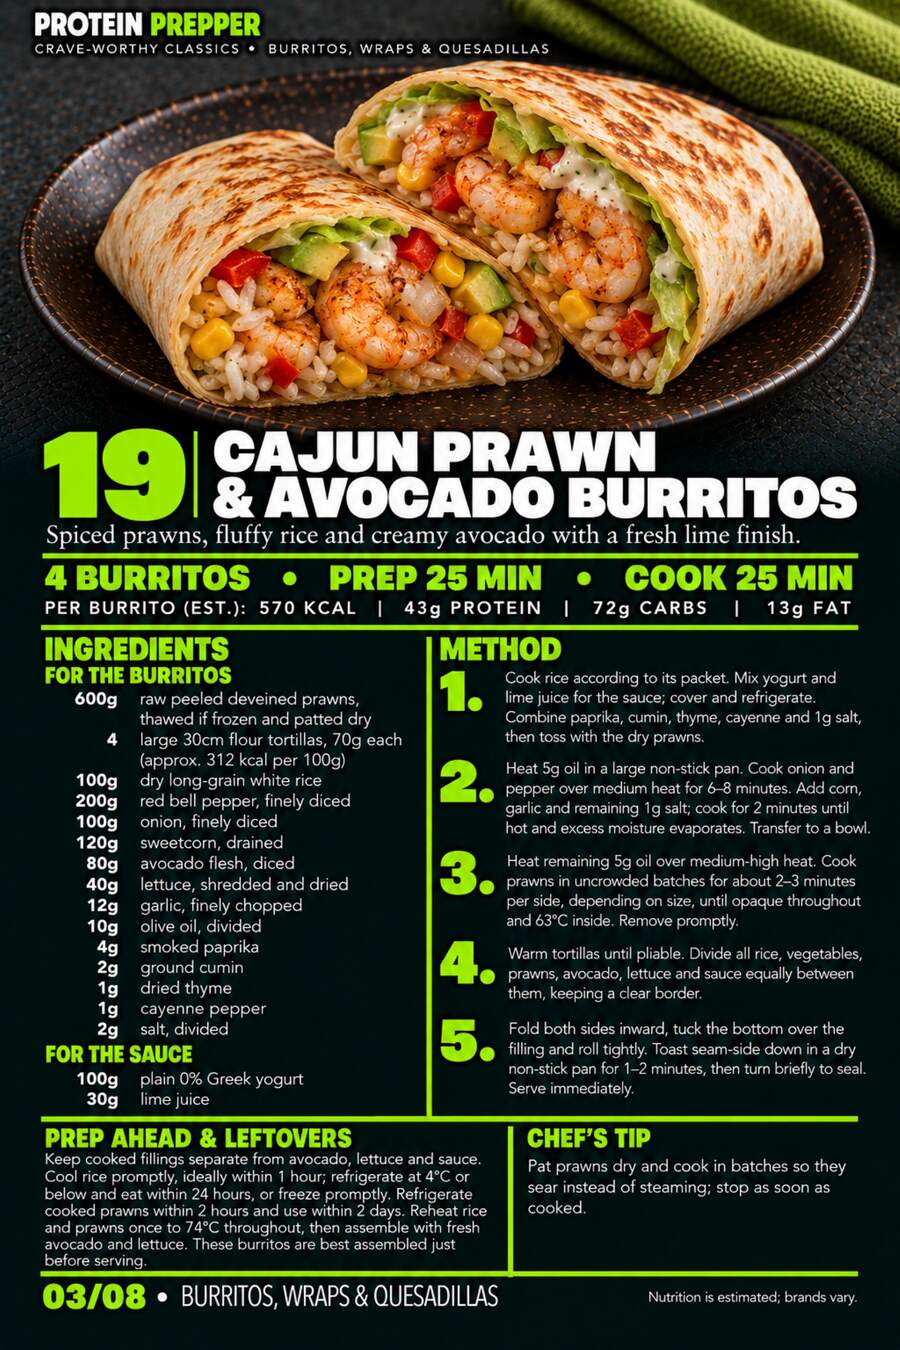 PROTEIN PREPPER
CRAVE-WORTHY CLASSICS • BURRITOS, WRAPS & QUESADILLAS
19 CAJUN PRAWN
& AVOCADO BURRITOS
Spiced prawns, fluffy rice and creamy avocado with a fresh lime finish.
4 BURRITOS • PREP 25 MIN • COOK 25 MIN
PER BURRITO (EST.): 570 KCAL | 43g PROTEIN | 72g CARBS | 13g FAT
INGREDIENTS
FOR THE BURRITOS
600g raw peeled deveined prawns,
thawed if frozen and patted dry
4 large 30cm flour tortillas, 70g each
(approx. 312 kcal per 100g)
100g dry long-grain white rice
200g red bell pepper, finely diced
100g onion, finely diced
120g sweetcorn, drained
80g avocado flesh, diced
40g lettuce, shredded and dried
12g garlic, finely chopped
10g olive oil, divided
4g smoked paprika
2g ground cumin
1g dried thyme
1g cayenne pepper
2g salt, divided
FOR THE SAUCE
100g plain 0% Greek yogurt
30g lime juice
METHOD
1. Cook rice according to its packet. Mix yogurt and
lime juice for the sauce; cover and refrigerate.
Combine paprika, cumin, thyme, cayenne and 1g salt,
then toss with the dry prawns.
2. Heat 5g oil in a large non-stick pan. Cook onion and
pepper over medium heat for 6–8 minutes. Add corn,
garlic and remaining 1g salt; cook for 2 minutes until
hot and excess moisture evaporates. Transfer to a bowl.
3. Heat remaining 5g oil over medium-high heat. Cook
prawns in uncrowded batches for about 2–3 minutes
per side, depending on size, until opaque throughout
and 63°C inside. Remove promptly.
4. Warm tortillas until pliable. Divide all rice, vegetables,
prawns, avocado, lettuce and sauce equally between
them, keeping a clear border.
5. Fold both sides inward, tuck the bottom over the
filling and roll tightly. Toast seam-side down in a dry
non-stick pan for 1–2 minutes, then turn briefly to seal.
Serve immediately.
PREP AHEAD & LEFTOVERS
Keep cooked fillings separate from avocado, lettuce and sauce.
Cool rice promptly, ideally within 1 hour; refrigerate at 4°C or
below and eat within 24 hours, or freeze promptly. Refrigerate
cooked prawns within 2 hours and use within 2 days. Reheat rice
and prawns once to 74°C throughout, then assemble with fresh
avocado and lettuce. These burritos are best assembled just
before serving.
CHEF'S TIP
Pat prawns dry and cook in batches so they
sear instead of steaming; stop as soon as
cooked.
03/08 • BURRITOS, WRAPS & QUESADILLAS
Nutrition is estimated; brands vary.